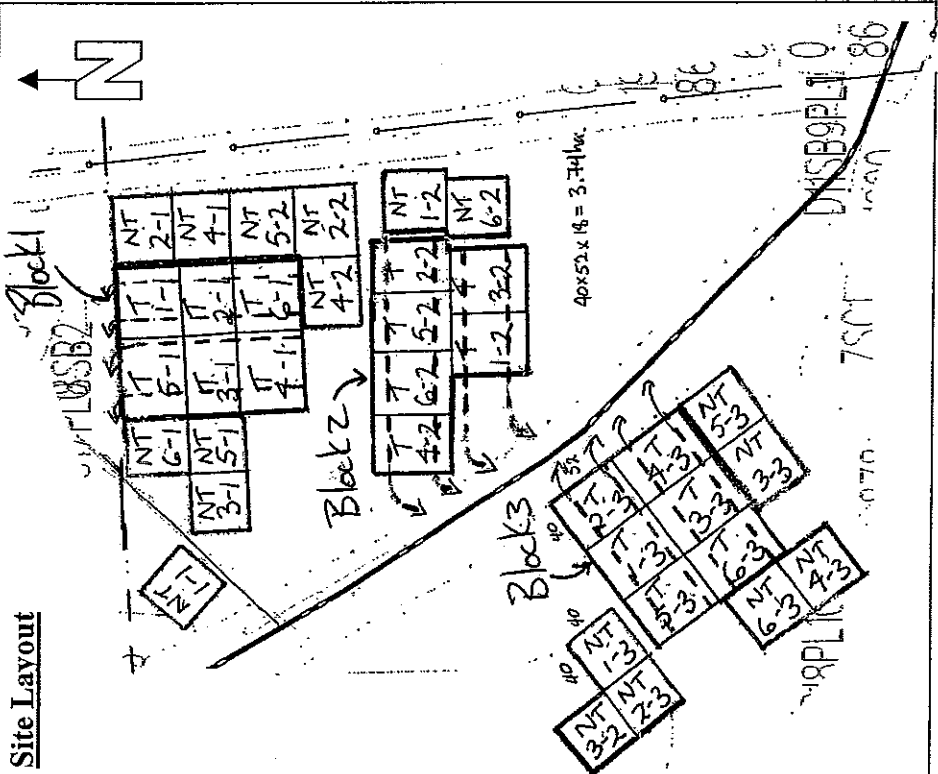 Site Layout
N
Block 1
NT 6-1
IT 5-1
IT 1-1
NT 2-1
NT 3-1
NT 5-1
IT 3-1
IT 2-1
NT 4-1
IT 4-1
IT 6-1
NT 5-2
NT 4-2
NT 2-2
NT 1-1
Block 2
T 4-2
T 6-2
T 5-2
T 2-2
NT 1-2
T 1-2
T 3-2
NT 6-2
40x52x18 = 3.74ha
Block 3
40
52
40
40
IT 2-3
IT 4-3
NT 5-3
IT 1-3
IT 3-3
NT 3-3
IT 5-3
IT 6-3
NT 6-3
NT 4-3
NT 1-3
NT 3-2
NT 2-3